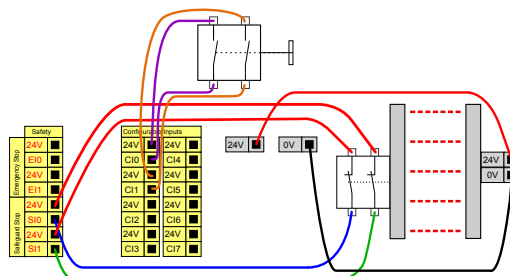 Safety
Emergency Stop
24V
EI0
24V
EI1
Safeguard Stop
24V
SI0
24V
SI1
Configurable Inputs
24V 24V
CI0 CI4
24V 24V
CI1 CI5
24V 24V
CI2 CI6
24V 24V
CI3 CI7
24V
0V
24V
0V